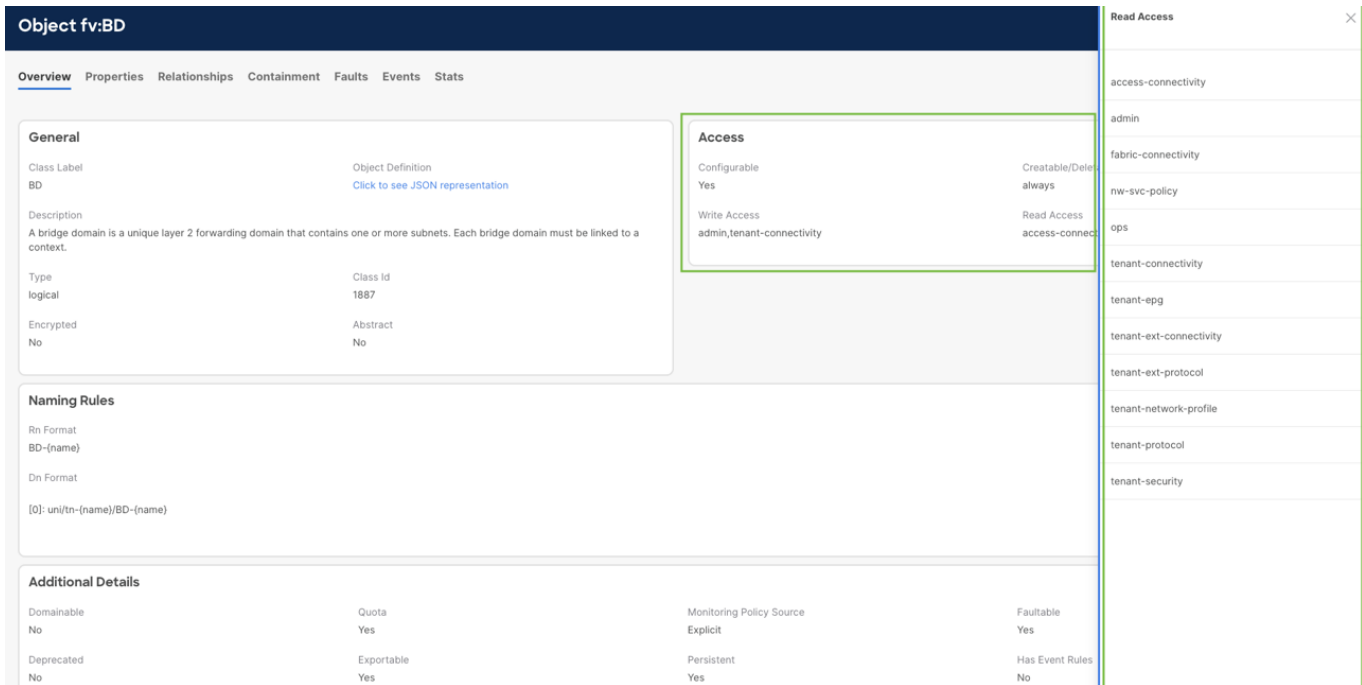 Object fv:BD
Overview Properties Relationships Containment Faults Events Stats
General
Class Label Object Definition
BD Click to see JSON representation
Description
A bridge domain is a unique layer 2 forwarding domain that contains one or more subnets. Each bridge domain must be linked to a
context.
Type Class Id
logical 1887
Encrypted Abstract
No No
Access
Configurable Creatable/Delet
Yes always
Write Access Read Access
admin,tenant-connectivity access-connect
Naming Rules
Rn Format
BD-{name}
Dn Format
[0]: uni/tn-{name}/BD-{name}
Additional Details
Domainable Quota Monitoring Policy Source Faultable
No Yes Explicit Yes
Deprecated Exportable Persistent Has Event Rules
No Yes Yes No
Read Access
access-connectivity
admin
fabric-connectivity
nw-svc-policy
ops
tenant-connectivity
tenant-epg
tenant-ext-connectivity
tenant-ext-protocol
tenant-network-profile
tenant-protocol
tenant-security